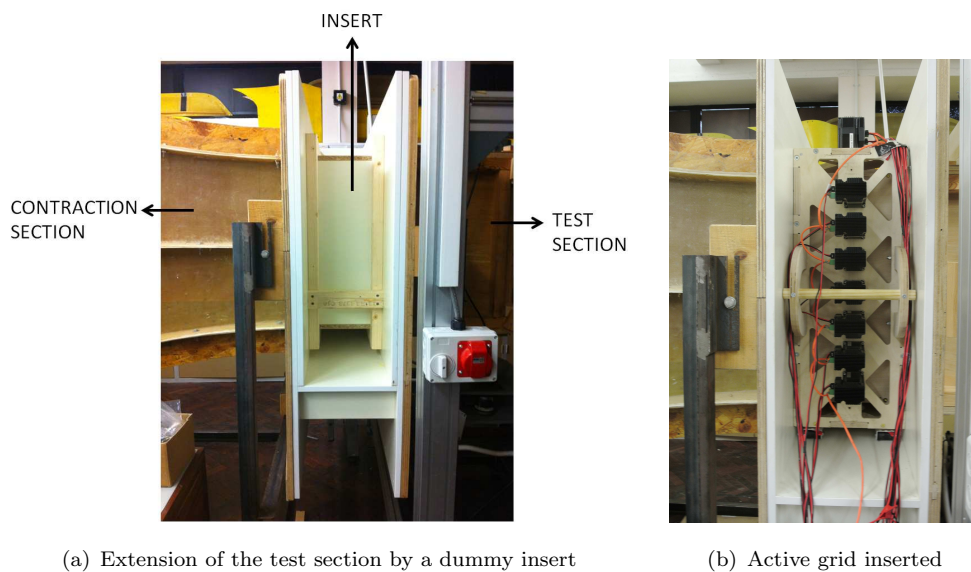 INSERT
CONTRACTION
SECTION
TEST
SECTION
(a) Extension of the test section by a dummy insert
(b) Active grid inserted